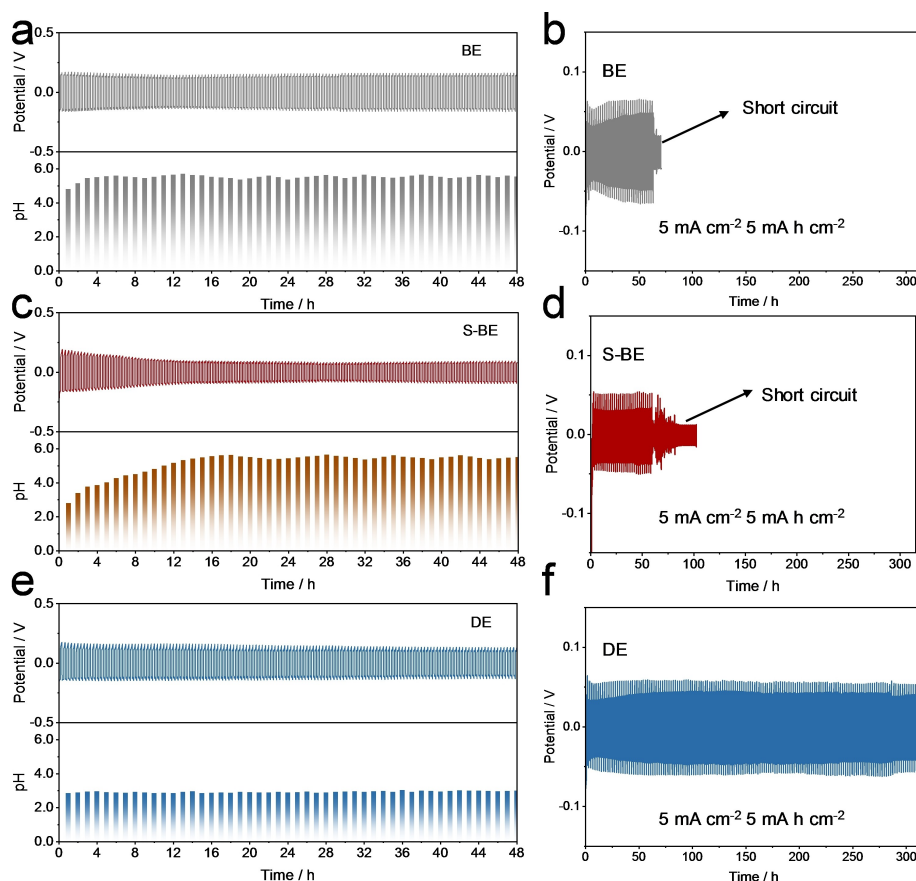 a
0.5
0.0
-0.5
Potential / V
BE
6.0
4.0
2.0
0.0
pH
0 4 8 12 16 20 24 28 32 36 40 44 48
Time / h
b
0.1
0.0
-0.1
Potential / V
BE
Short circuit
5 mA cm⁻² 5 mA h cm⁻²
0 50 100 150 200 250 300
Time / h
c
0.5
0.0
-0.5
Potential / V
S-BE
6.0
4.0
2.0
0.0
pH
0 4 8 12 16 20 24 28 32 36 40 44 48
Time / h
d
0.1
0.0
-0.1
Potential / V
S-BE
Short circuit
5 mA cm⁻² 5 mA h cm⁻²
0 50 100 150 200 250 300
Time / h
e
0.5
0.0
-0.5
Potential / V
DE
6.0
4.0
2.0
0.0
pH
0 4 8 12 16 20 24 28 32 36 40 44 48
Time / h
f
0.1
0.0
-0.1
Potential / V
DE
5 mA cm⁻² 5 mA h cm⁻²
0 50 100 150 200 250 300
Time / h